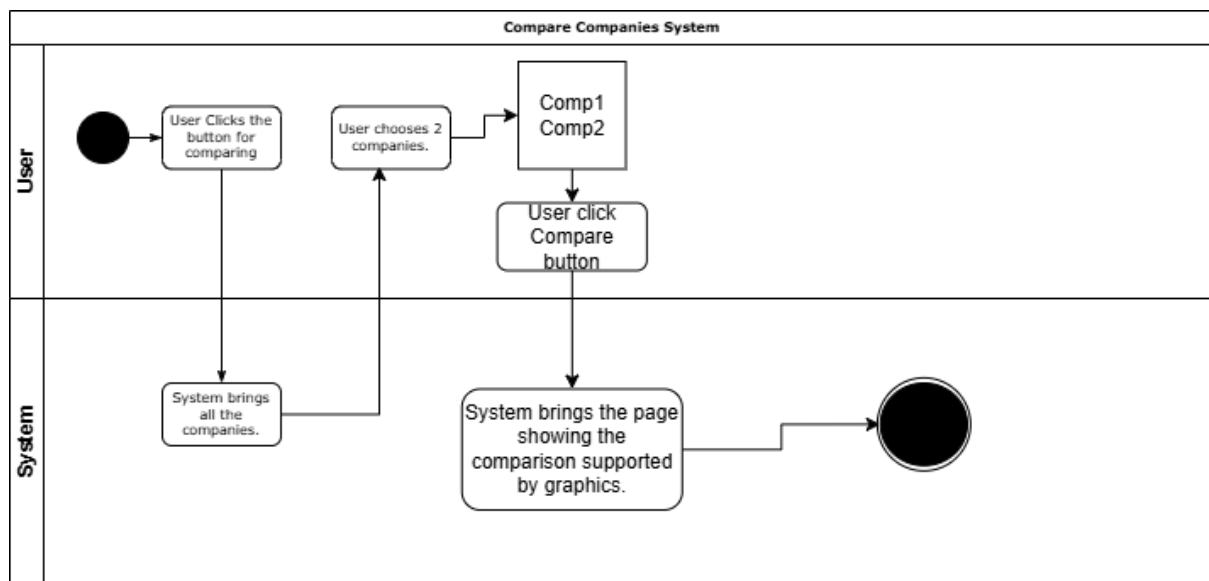 Compare Companies System
User
User Clicks the
button for
comparing
User chooses 2
companies.
Comp1
Comp2
User click
Compare
button
System
System brings
all the
companies.
System brings the page
showing the
comparison supported
by graphics.